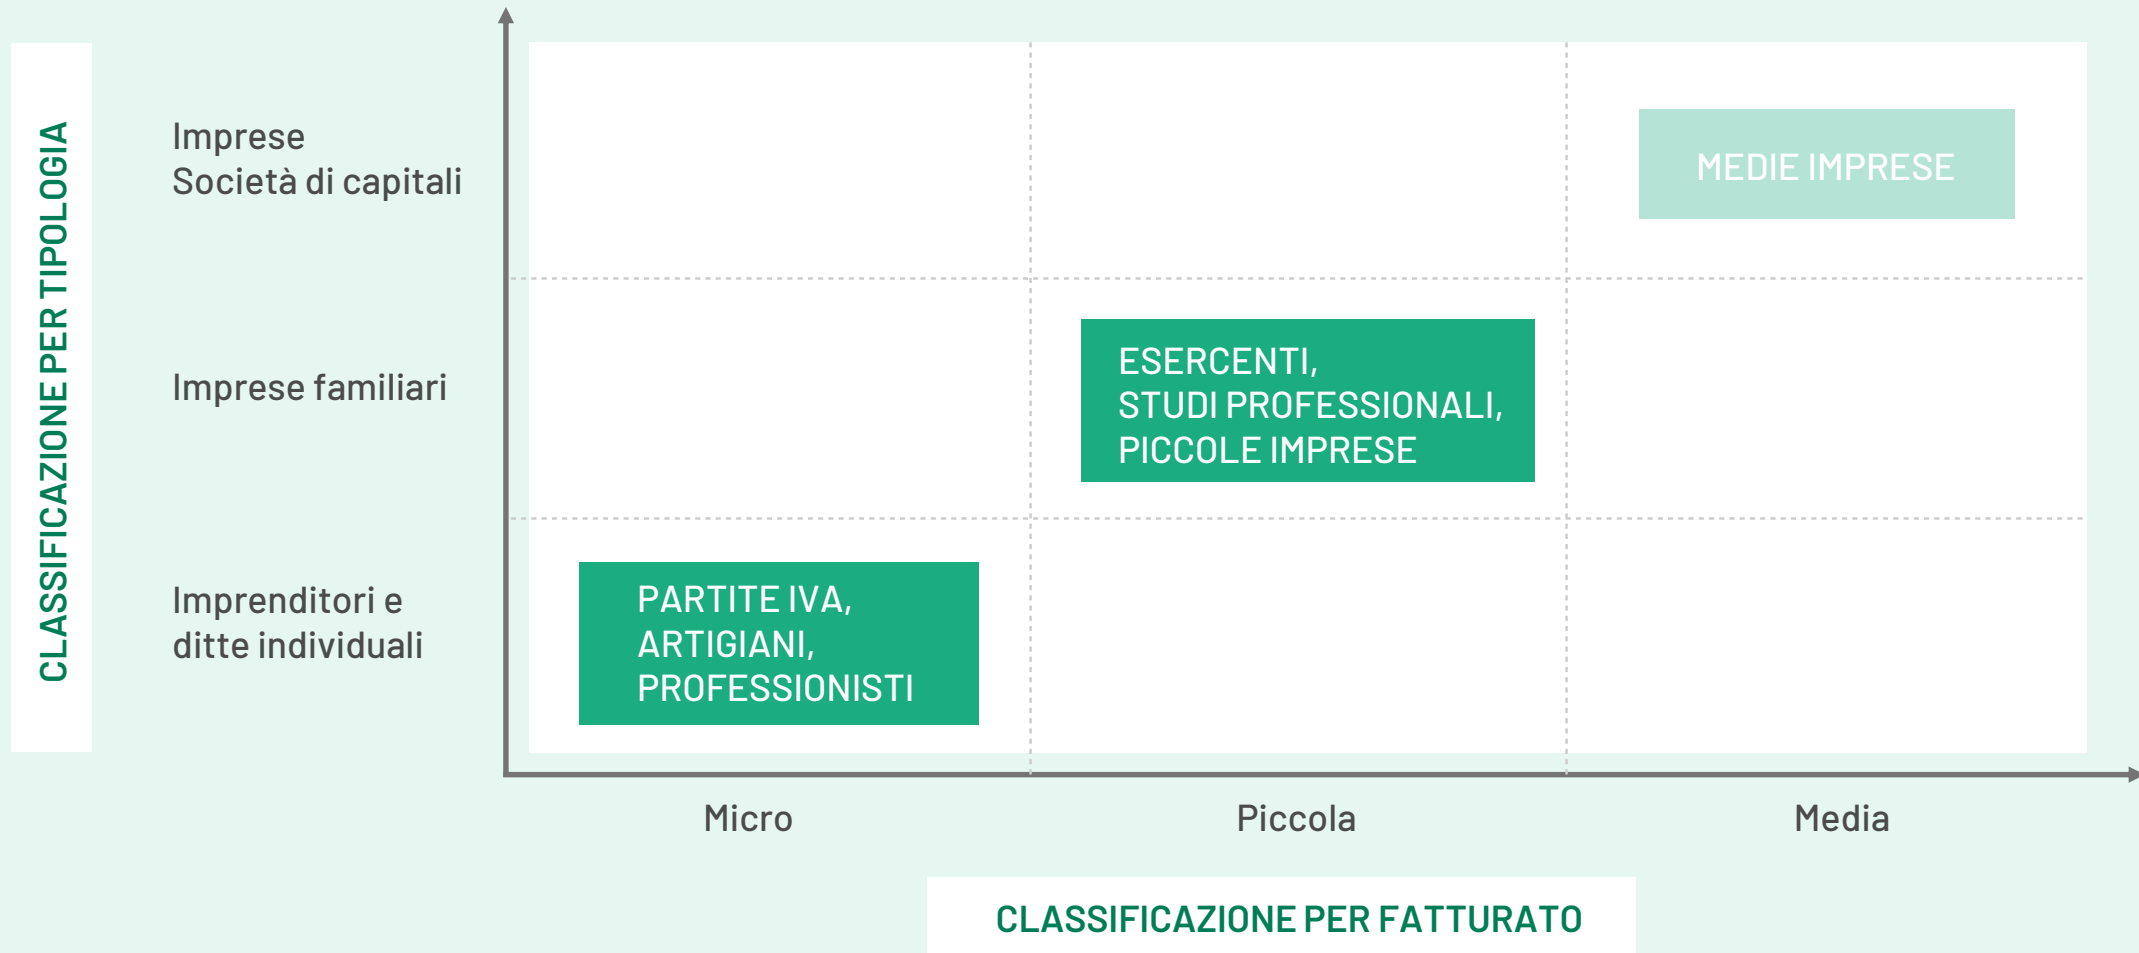 CLASSIFICAZIONE PER TIPOLOGIA
Imprese
Società di capitali
MEDIE IMPRESE
Imprese familiari
ESERCENTI,
STUDI PROFESSIONALI,
PICCOLE IMPRESE
Imprenditori e
ditte individuali
PARTITE IVA,
ARTIGIANI,
PROFESSIONISTI
Micro
Piccola
Media
CLASSIFICAZIONE PER FATTURATO